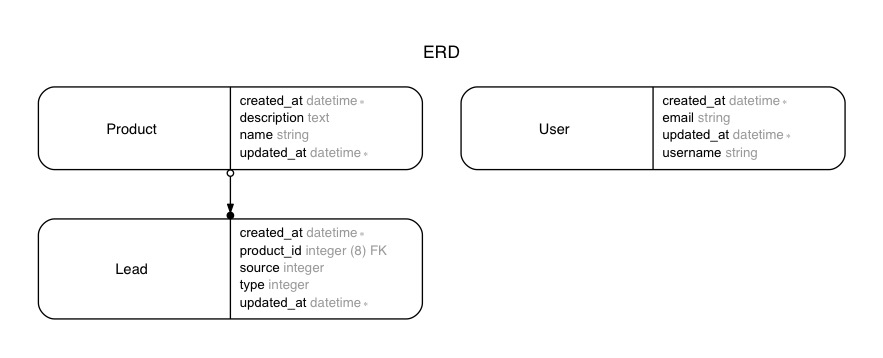 ERD
Product
created_at datetime *
description text
name string
updated_at datetime *
User
created_at datetime *
email string
updated_at datetime *
username string
Lead
created_at datetime *
product_id integer (8) FK
source integer
type integer
updated_at datetime *